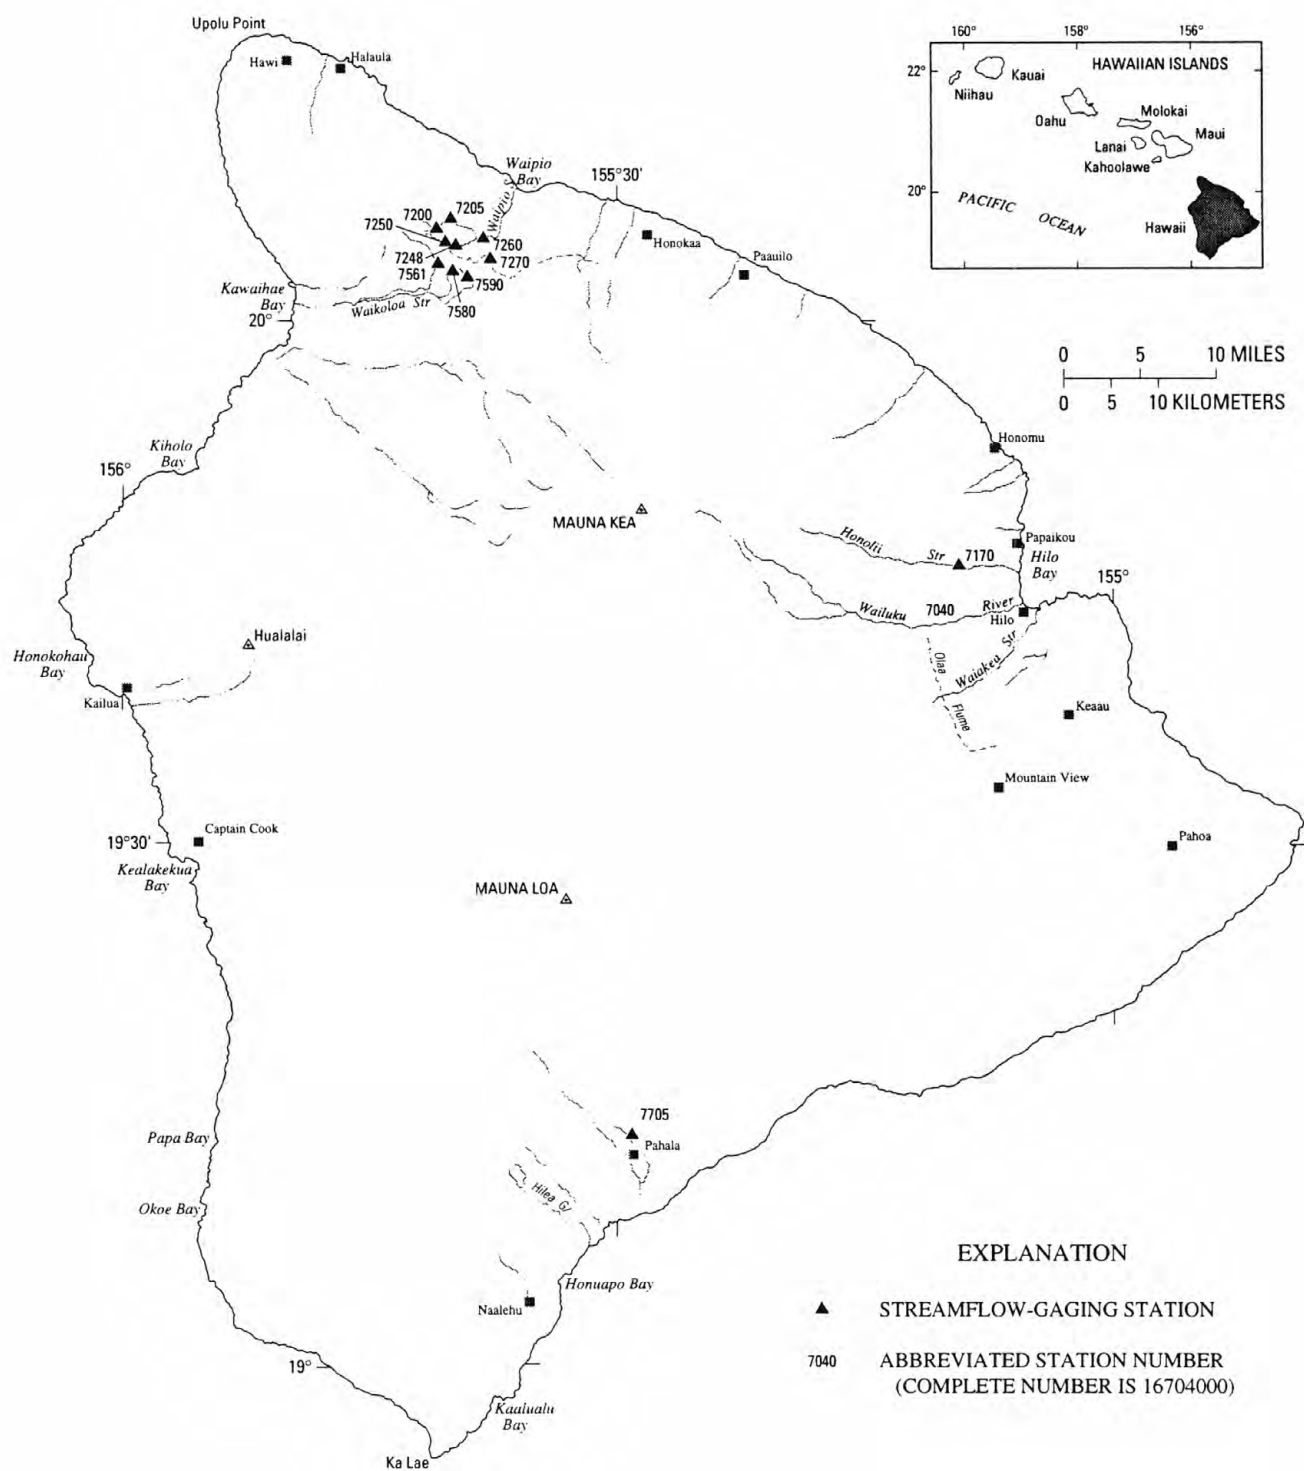 Upolu Point
Hawi
Halaula
Waipio
Bay
155°30'
7205
7200
7250
Waipio
7260
7248
7270
7561
7590
7580
Honokaa
Paauilo
Kawaihae
Bay
Waikoloa Str
20°
160°
158°
156°
22°
20°
HAWAIIAN ISLANDS
Niihau
Kauai
Oahu
Molokai
Lanai
Maui
Kahoolawe
PACIFIC OCEAN
Hawaii
0 5 10 MILES
0 5 10 KILOMETERS
Kiholo
Bay
156°
Honomu
MAUNA KEA
Honolii Str
7170
Papaikou
Hilo
Bay
155°
Wailuku River
7040
Hilo
Hualalai
Honokohau
Bay
Kailua
Olaa Flume
Waiakea Str
Keaau
Mountain View
Captain Cook
19°30'
Pahoa
Kealakekua
Bay
MAUNA LOA
7705
Papa Bay
Pahala
Okoe Bay
Hilea Gl
Honuapo Bay
Naalehu
19°
Kaalualu
Bay
Ka Lae
EXPLANATION
STREAMFLOW-GAGING STATION
7040 ABBREVIATED STATION NUMBER
(COMPLETE NUMBER IS 16704000)